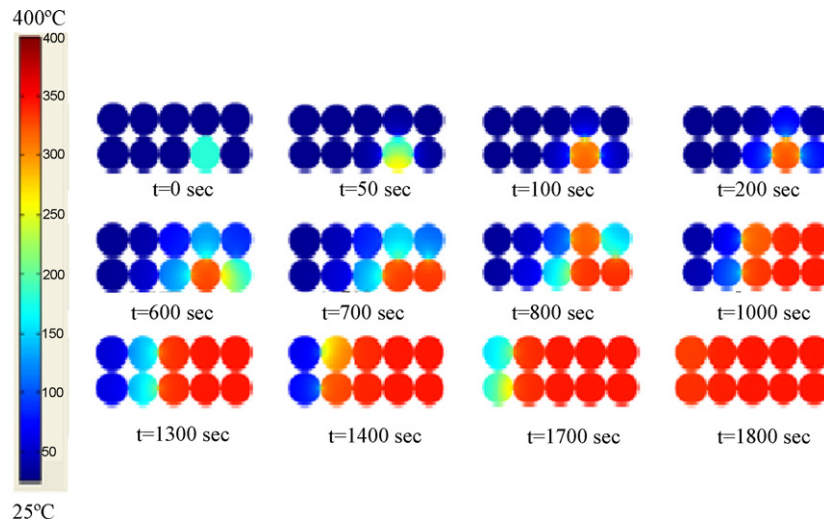 400ºC
400
350
300
250
200
150
100
50
25ºC
t=0 sec
t=50 sec
t=100 sec
t=200 sec
t=600 sec
t=700 sec
t=800 sec
t=1000 sec
t=1300 sec
t=1400 sec
t=1700 sec
t=1800 sec